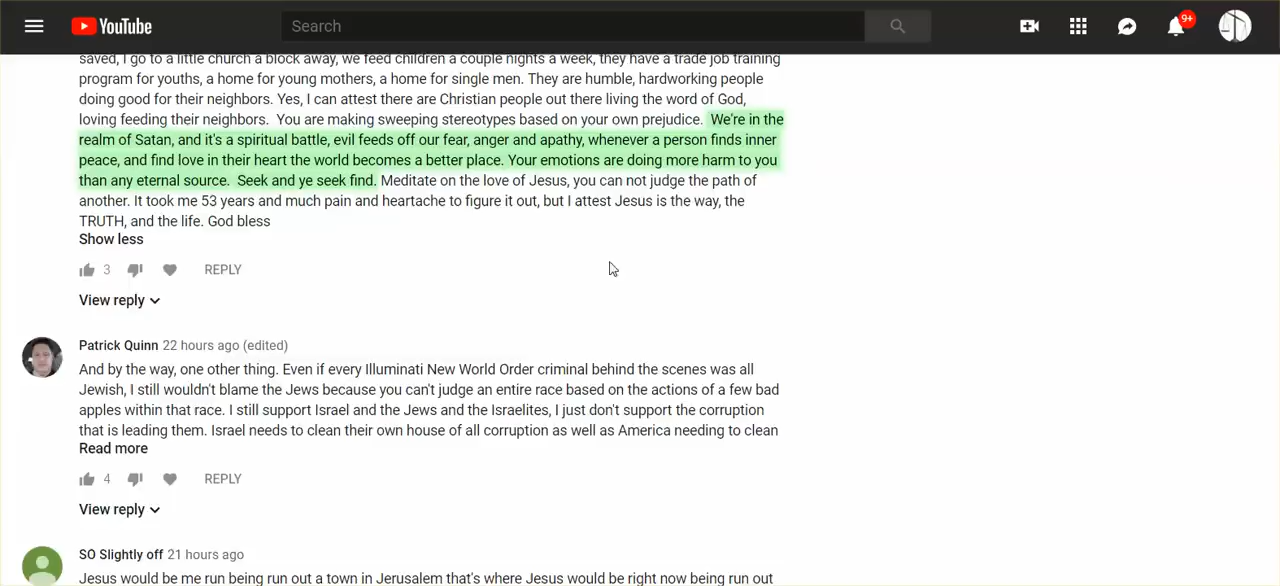 YouTube
Search
9+
saved, I go to a little church a block away, we feed children a couple nights a week, they have a trade job training
program for youths, a home for young mothers, a home for single men. They are humble, hardworking people
doing good for their neighbors. Yes, I can attest there are Christian people out there living the word of God,
loving feeding their neighbors.  You are making sweeping stereotypes based on your own prejudice.  We're in the
realm of Satan, and it's a spiritual battle, evil feeds off our fear, anger and apathy, whenever a person finds inner
peace, and find love in their heart the world becomes a better place. Your emotions are doing more harm to you
than any eternal source.  Seek and ye seek find. Meditate on the love of Jesus, you can not judge the path of
another. It took me 53 years and much pain and heartache to figure it out, but I attest Jesus is the way, the
TRUTH, and the life. God bless
Show less
3 REPLY
View reply
Patrick Quinn 22 hours ago (edited)
And by the way, one other thing. Even if every Illuminati New World Order criminal behind the scenes was all
Jewish, I still wouldn't blame the Jews because you can't judge an entire race based on the actions of a few bad
apples within that race. I still support Israel and the Jews and the Israelites, I just don't support the corruption
that is leading them. Israel needs to clean their own house of all corruption as well as America needing to clean
Read more
4 REPLY
View reply
SO Slightly off 21 hours ago
Jesus would be me run being run out a town in Jerusalem that's where Jesus would be right now being run out